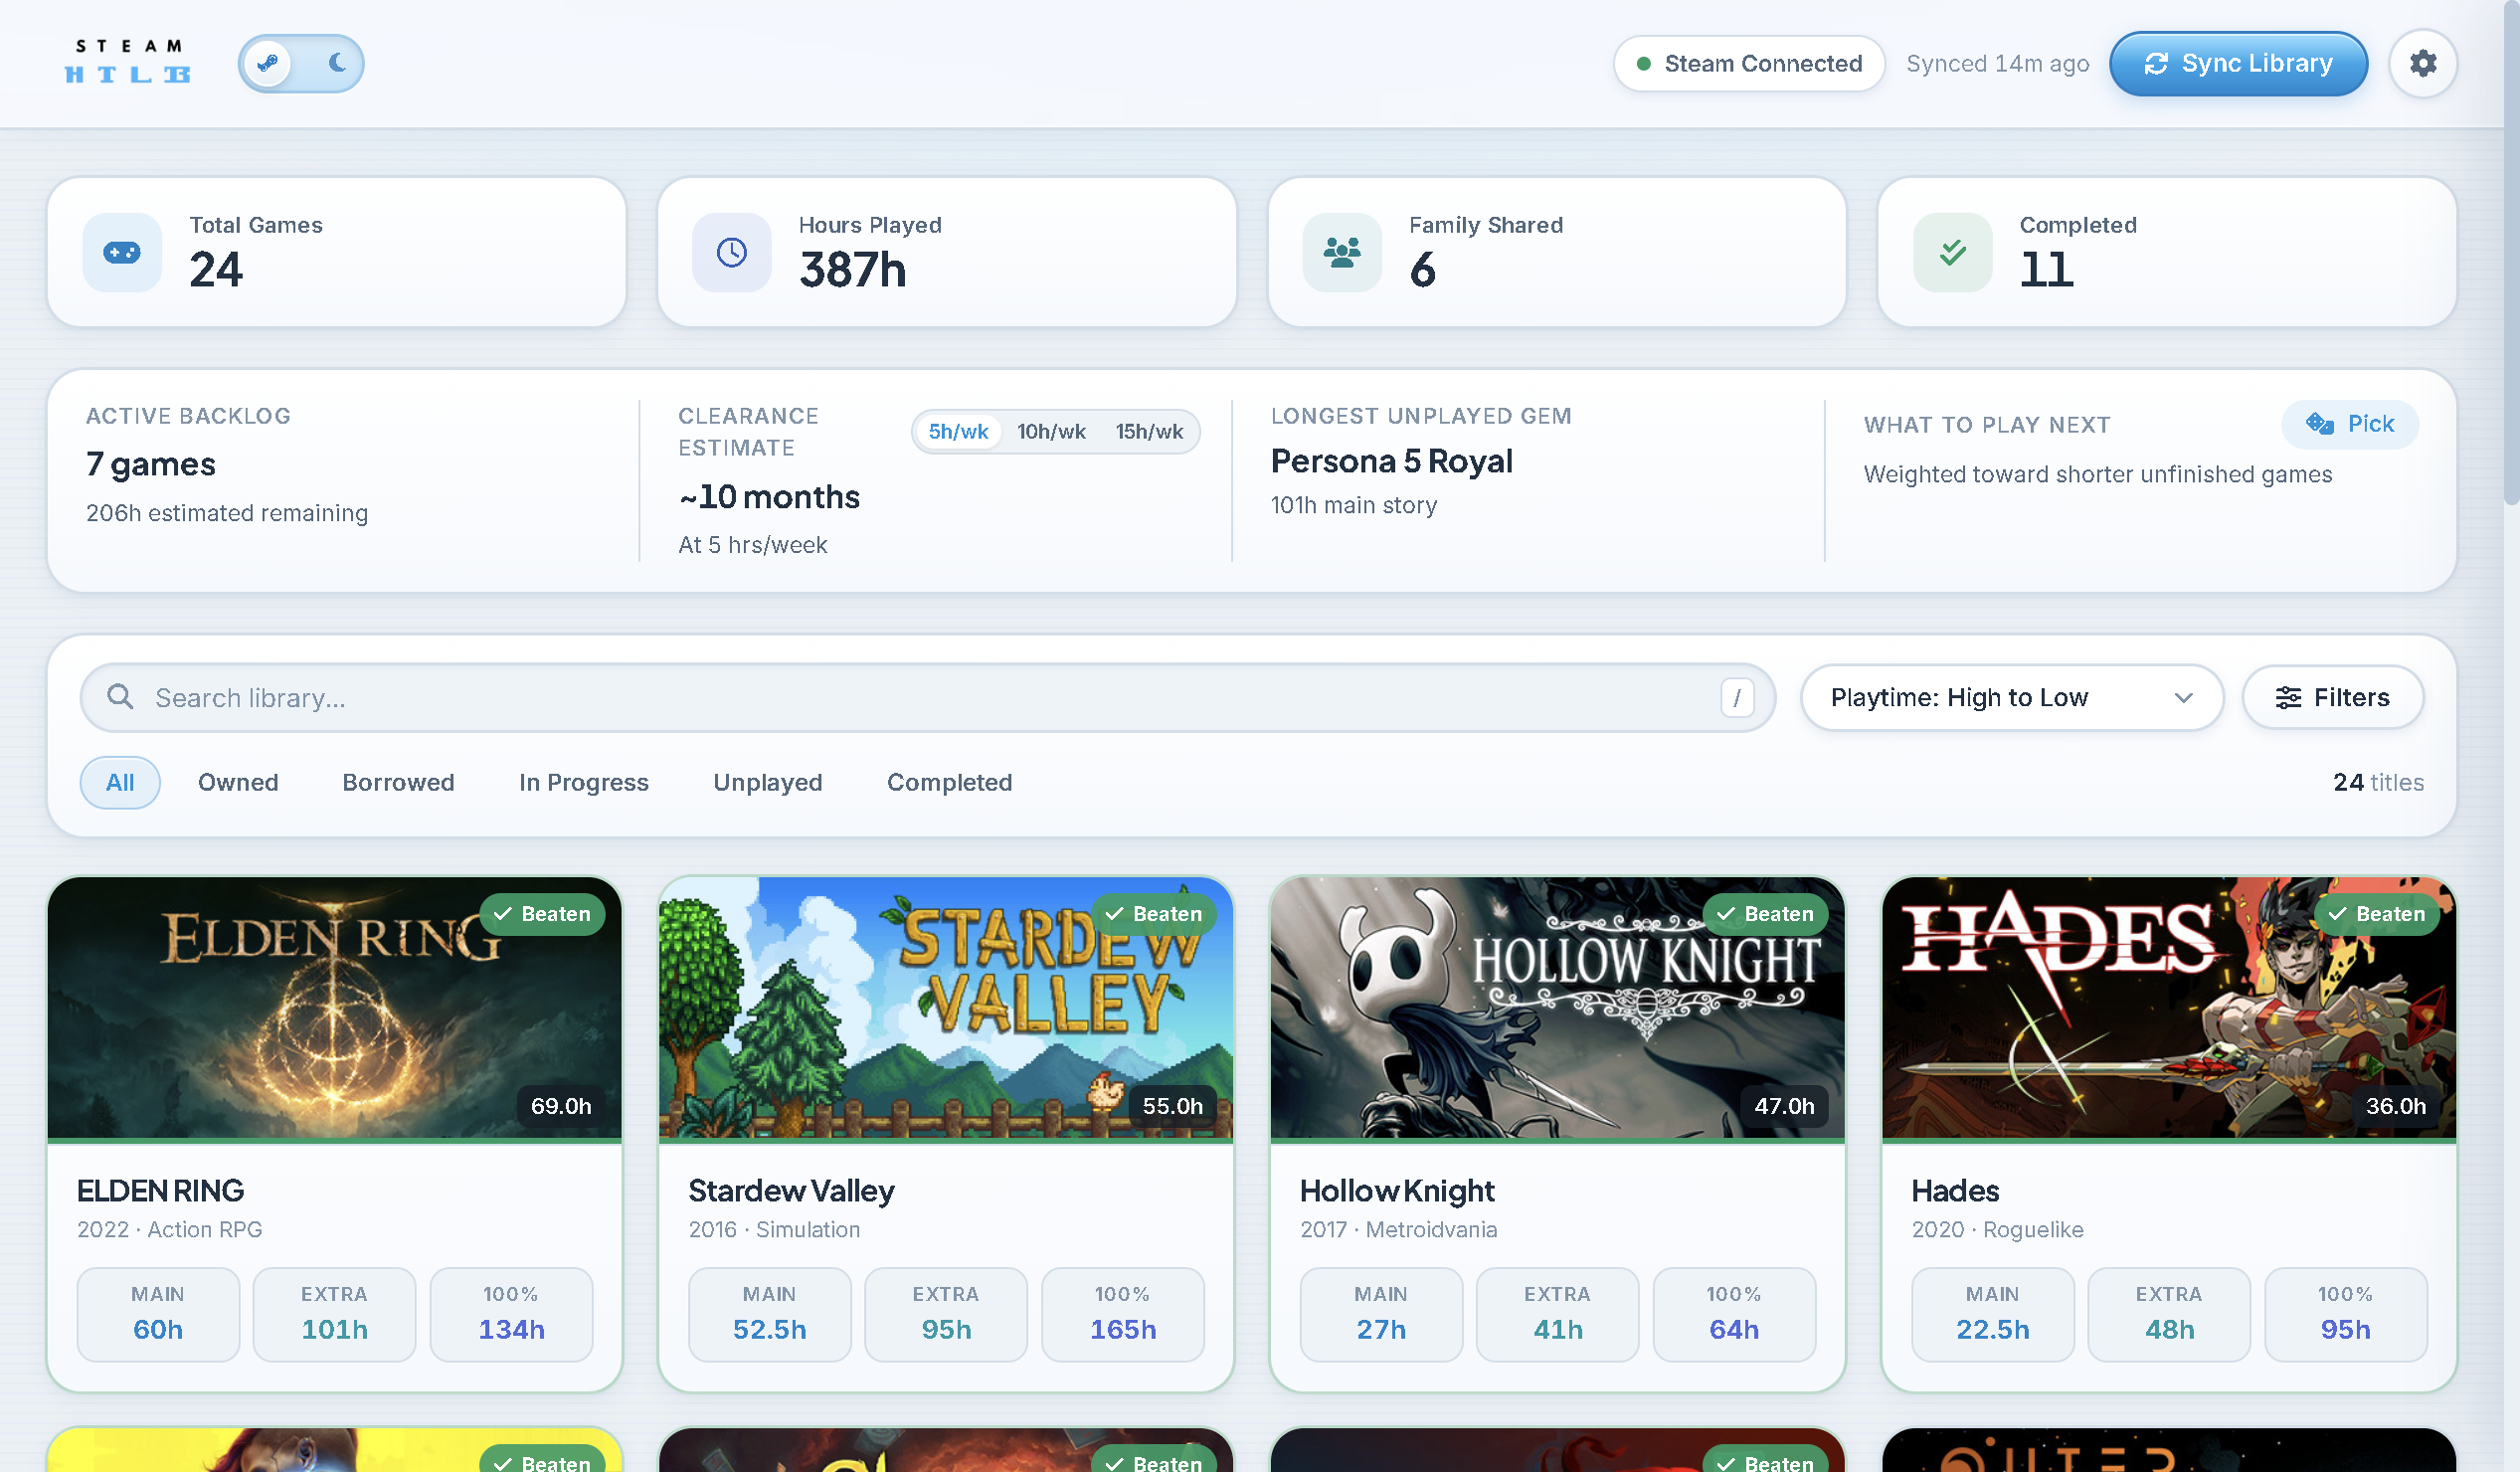 STEAM
HTLB
Steam Connected
Synced 14m ago
Sync Library
Total Games
24
Hours Played
387h
Family Shared
6
Completed
11
ACTIVE BACKLOG
7 games
206h estimated remaining
CLEARANCE
ESTIMATE
5h/wk
10h/wk
15h/wk
~10 months
At 5 hrs/week
LONGEST UNPLAYED GEM
Persona 5 Royal
101h main story
WHAT TO PLAY NEXT
Pick
Weighted toward shorter unfinished games
Search library...
/
Playtime: High to Low
Filters
All
Owned
Borrowed
In Progress
Unplayed
Completed
24 titles
ELDEN RING
Beaten
69.0h
STARDEW
VALLEY
Beaten
55.0h
HOLLOW KNIGHT
Beaten
47.0h
HADES
Beaten
36.0h
ELDEN RING
2022 · Action RPG
MAIN
60h
EXTRA
101h
100%
134h
Stardew Valley
2016 · Simulation
MAIN
52.5h
EXTRA
95h
100%
165h
Hollow Knight
2017 · Metroidvania
MAIN
27h
EXTRA
41h
100%
64h
Hades
2020 · Roguelike
MAIN
22.5h
EXTRA
48h
100%
95h
Beaten
Beaten
Beaten
OUTER